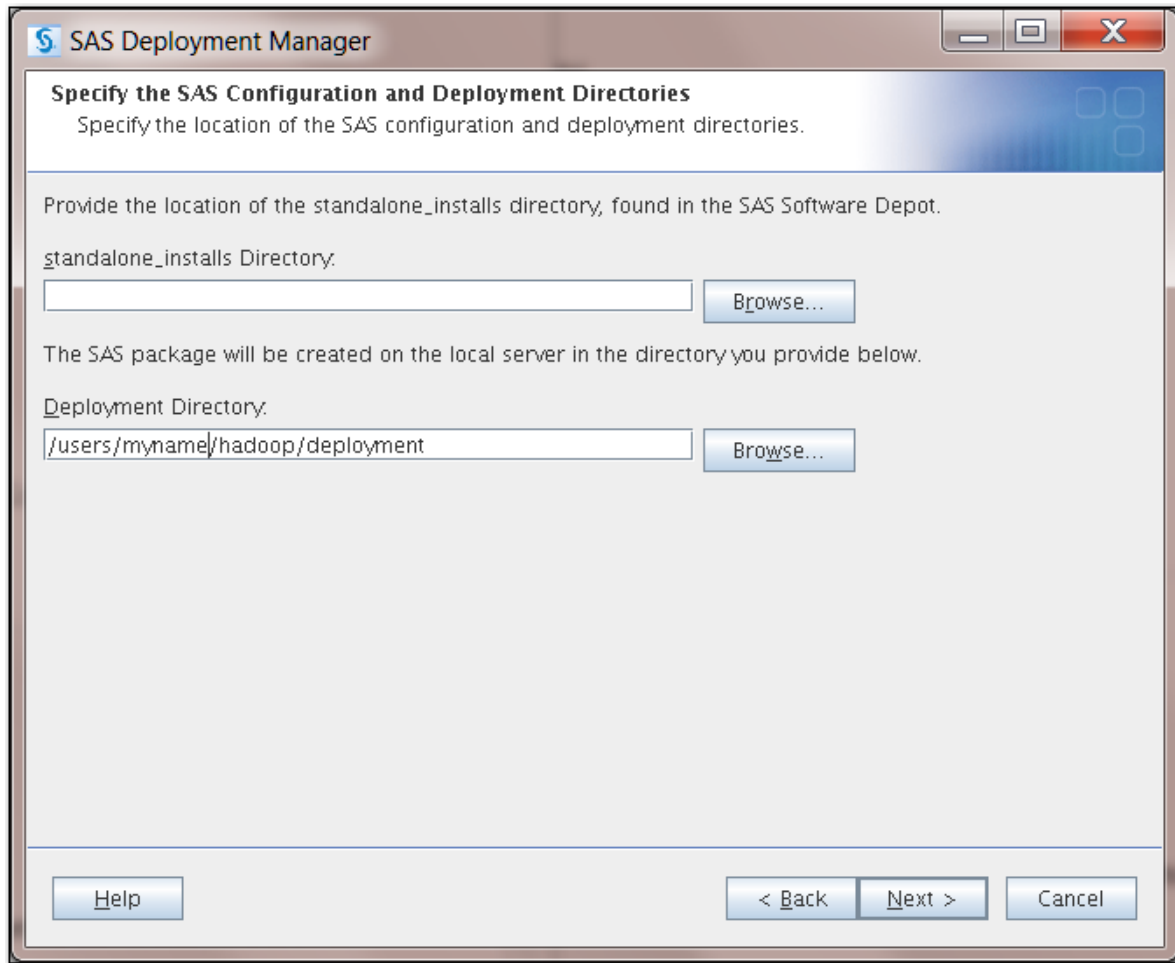 SAS Deployment Manager
Specify the SAS Configuration and Deployment Directories
Specify the location of the SAS configuration and deployment directories.
Provide the location of the standalone_installs directory, found in the SAS Software Depot.
standalone_installs Directory:
Browse...
The SAS package will be created on the local server in the directory you provide below.
Deployment Directory:
/users/myname/hadoop/deployment
Browse...
Help
< Back
Next >
Cancel